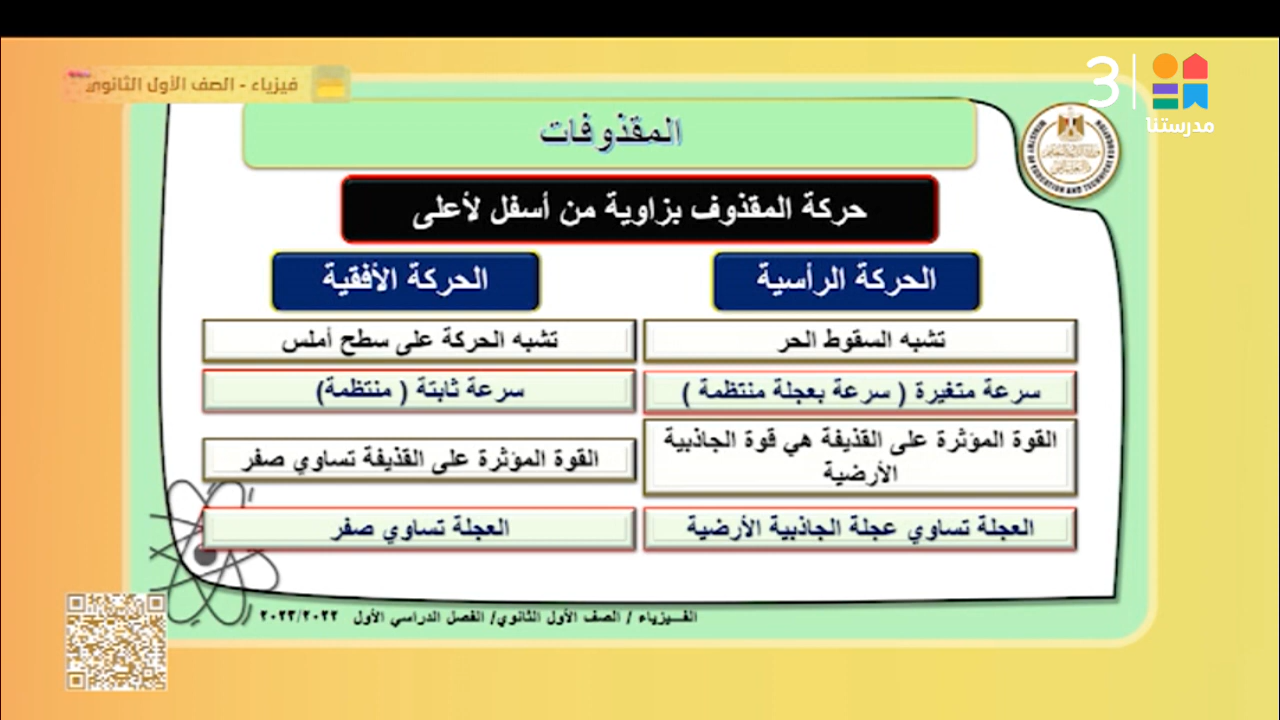 فيزياء - الصف الأول الثانوي
3
مدرستنا
المقذوفات
حركة المقذوف بزاوية من أسفل لأعلى
الحركة الرأسية
الحركة الأفقية
تشبه السقوط الحر
تشبه الحركة على سطح أملس
سرعة متغيرة ( سرعة بعجلة منتظمة )
سرعة ثابتة ( منتظمة)
القوة المؤثرة على القذيفة هي قوة الجاذبية
الأرضية
القوة المؤثرة على القذيفة تساوي صفر
العجلة تساوي عجلة الجاذبية الأرضية
العجلة تساوي صفر
الفـــيزياء / الصف الأول الثانوي/ الفصل الدراسي الأول ٢٠٢٣/٢٠٢٢